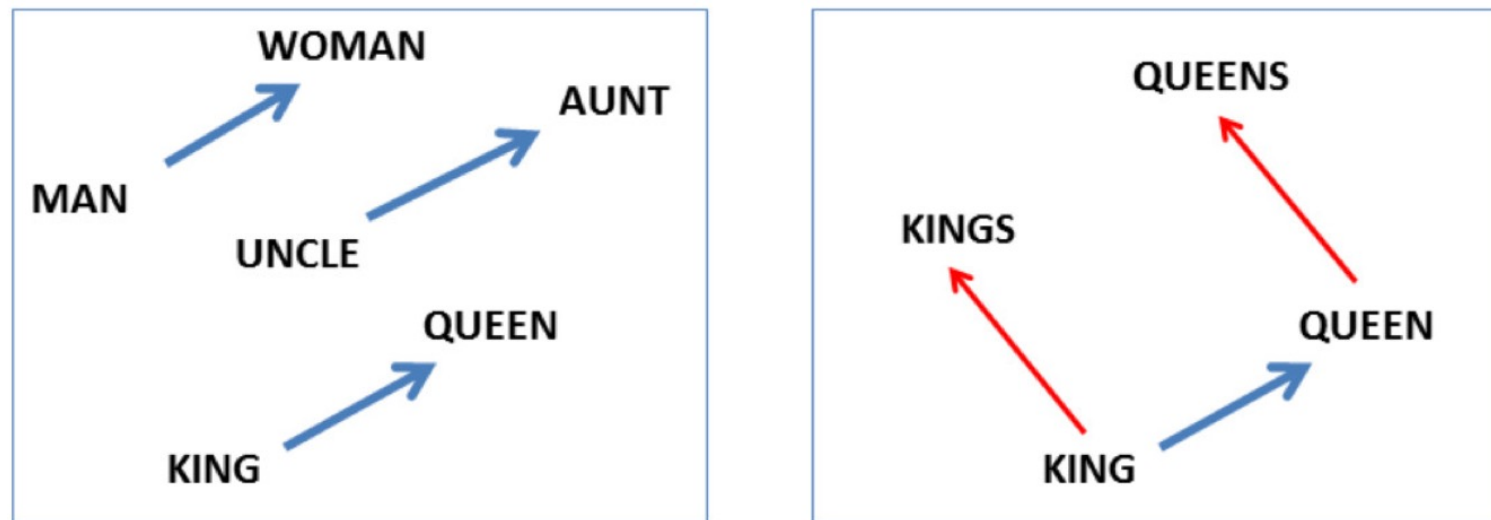 WOMAN
AUNT
MAN
UNCLE
QUEEN
KING
QUEENS
KINGS
QUEEN
KING